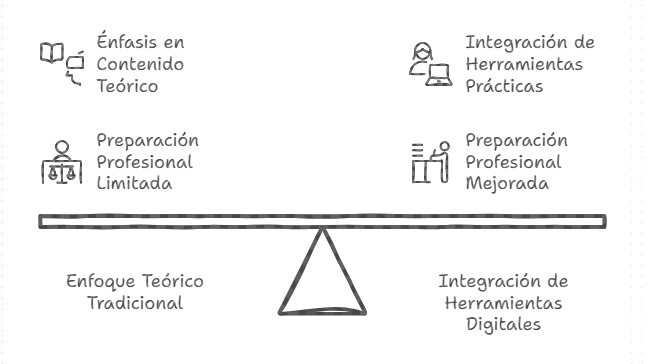 Énfasis en
Contenido
Teórico
Integración de
Herramientas
Prácticas
Preparación
Profesional
Limitada
Preparación
Profesional
Mejorada
Enfoque Teórico
Tradicional
Integración de
Herramientas
Digitales